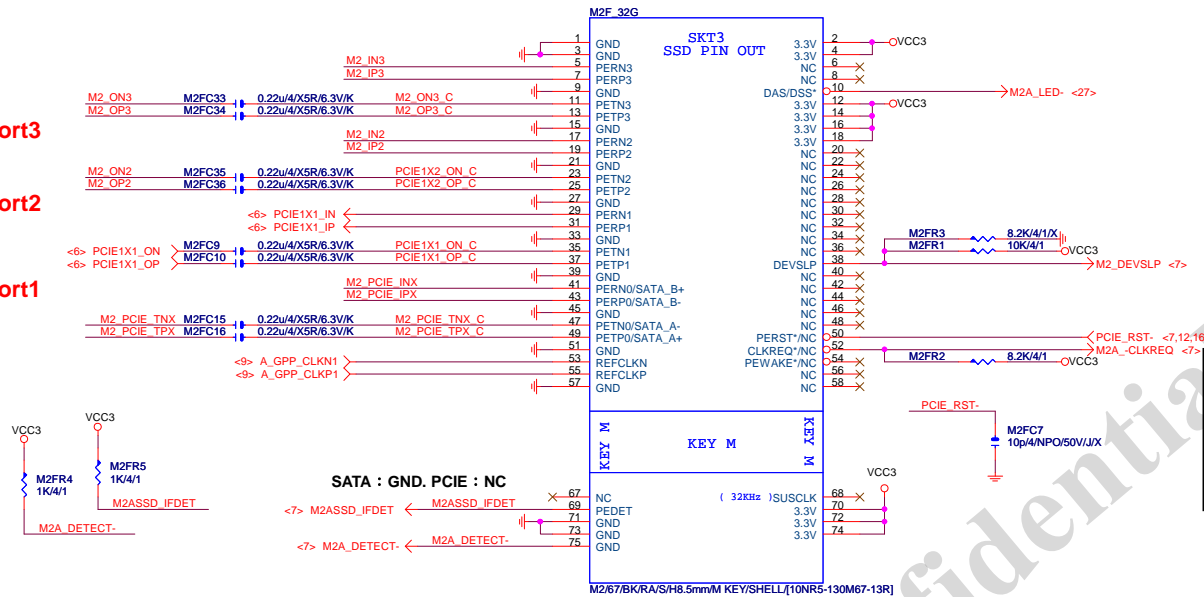 M2F_32G
SKT3
SSD PIN OUT
1 GND 3.3V 2 VCC3
3 GND 3.3V 4
M2_IN3 5 PERN3 NC 6
M2_IP3 7 PERP3 NC 8
9 GND DAS/DSS* 10 M2A_LED- <27>
M2_ON3 M2FC33 0.22u/4/X5R/6.3V/K M2_ON3_C 11 PETN3 3.3V 12 VCC3
M2_OP3 M2FC34 0.22u/4/X5R/6.3V/K M2_OP3_C 13 PETP3 3.3V 14
ort3
15 GND 3.3V 16
M2_IN2 17 PERN2 3.3V 18
M2_IP2 19 PERP2 NC 20
21 GND NC 22
M2_ON2 M2FC35 0.22u/4/X5R/6.3V/K PCIE1X2_ON_C 23 PETN2 NC 24
M2_OP2 M2FC36 0.22u/4/X5R/6.3V/K PCIE1X2_OP_C 25 PETP2 NC 26
ort2
27 GND NC 28
<6> PCIE1X1_IN 29 PERN1 NC 30
<6> PCIE1X1_IP 31 PERP1 NC 32
33 GND NC 34 M2FR3 8.2K/4/1/X
<6> PCIE1X1_ON M2FC9 0.22u/4/X5R/6.3V/K PCIE1X1_ON_C 35 PETN1 NC 36 M2FR1 10K/4/1 VCC3
<6> PCIE1X1_OP M2FC10 0.22u/4/X5R/6.3V/K PCIE1X1_OP_C 37 PETP1 DEVSLP 38 M2_DEVSLP <7>
ort1
39 GND NC 40
M2_PCIE_INX 41 PERN0/SATA_B+ NC 42
M2_PCIE_IPX 43 PERP0/SATA_B- NC 44
45 GND NC 46
M2_PCIE_TNX M2FC15 0.22u/4/X5R/6.3V/K M2_PCIE_TNX_C 47 PETN0/SATA_A- NC 48
M2_PCIE_TPX M2FC16 0.22u/4/X5R/6.3V/K M2_PCIE_TPX_C 49 PETP0/SATA_A+ PERST*/NC 50 PCIE_RST- <7,12,16
51 GND CLKREQ*/NC 52 M2A_-CLKREQ <7>
<9> A_GPP_CLKN1 53 REFCLKN PEWAKE*/NC 54 M2FR2 8.2K/4/1 VCC3
<9> A_GPP_CLKP1 55 REFCLKP NC 56
57 GND NC 58
PCIE_RST-
M2FC7
10p/4/NPO/50V/J/X
KEY M KEY M KEY M
VCC3 VCC3
M2FR4
1K/4/1
M2FR5
1K/4/1
M2ASSD_IFDET
M2A_DETECT-
SATA : GND. PCIE : NC
VCC3
67 NC ( 32KHz )SUSCLK 68
<7> M2ASSD_IFDET M2ASSD_IFDET 69 PEDET 3.3V 70
71 GND 3.3V 72
73 GND 3.3V 74
<7> M2A_DETECT- M2A_DETECT- 75 GND
M2/67/BK/RA/S/H8.5mm/M KEY/SHELL/[10NR5-130M67-13R]
fidential